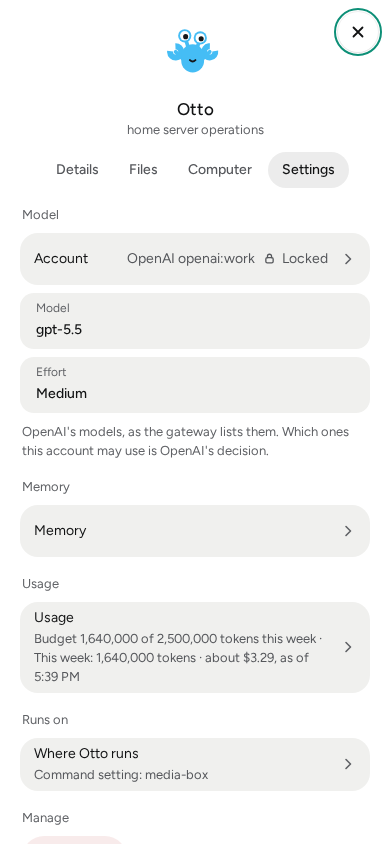 Otto
home server operations
Details Files Computer Settings
Model
Account OpenAI openai:work Locked
Model
gpt-5.5
Effort
Medium
OpenAI's models, as the gateway lists them. Which ones
this account may use is OpenAI's decision.
Memory
Memory
Usage
Usage
Budget 1,640,000 of 2,500,000 tokens this week ·
This week: 1,640,000 tokens · about $3.29, as of
5:39 PM
Runs on
Where Otto runs
Command setting: media-box
Manage